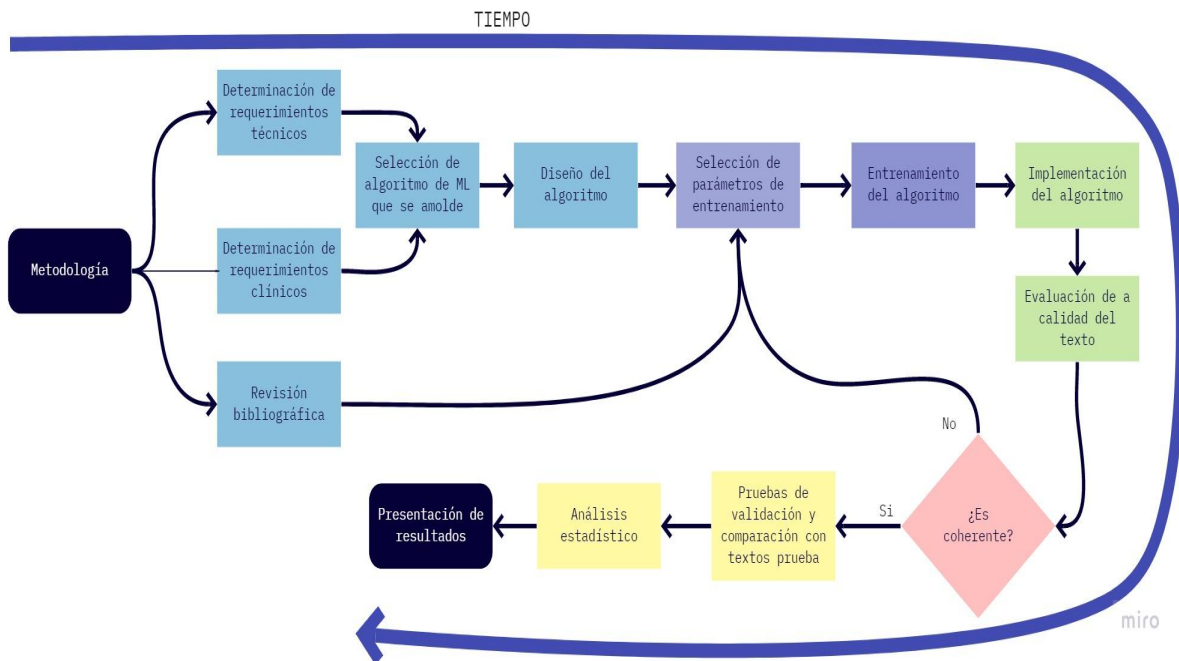 TIEMPO
Determinación de
requerimientos
técnicos
Selección de
algoritmo de ML
que se amolde
Diseño del
algoritmo
Selección de
parámetros de
entrenamiento
Entrenamiento
del algoritmo
Implementación
del algoritmo
Metodología
Determinación de
requerimientos
clínicos
Evaluación de a
calidad del
texto
Revisión
bibliográfica
No
¿Es
coherente?
Si
Pruebas de
validación y
comparación con
textos prueba
Análisis
estadístico
Presentación de
resultados
miro